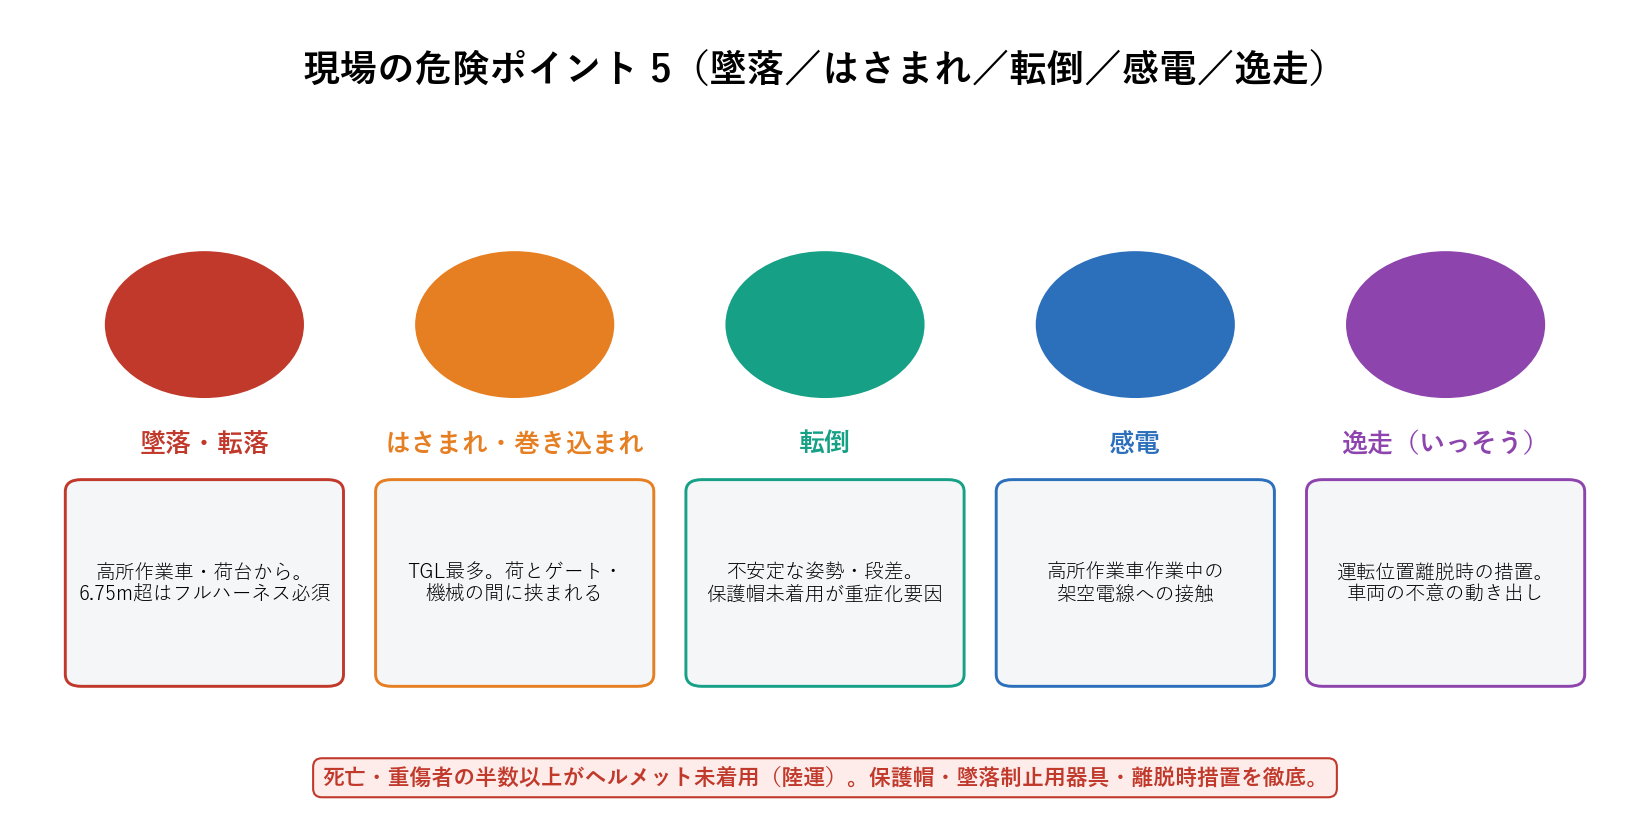 現場の危険ポイント 5（墜落／はさまれ／転倒／感電／逸走）
墜落・転落
はさまれ・巻き込まれ
転倒
感電
逸走（いっそう）
高所作業車・荷台から。
6.75m超はフルハーネス必須
TGL最多。荷とゲート・
機械の間に挟まれる
不安定な姿勢・段差。
保護帽未着用が重症化要因
高所作業車作業中の
架空電線への接触
運転位置離脱時の措置。
車両の不意の動き出し
死亡・重傷者の半数以上がヘルメット未着用（陸運）。保護帽・墜落制止用器具・離脱時措置を徹底。